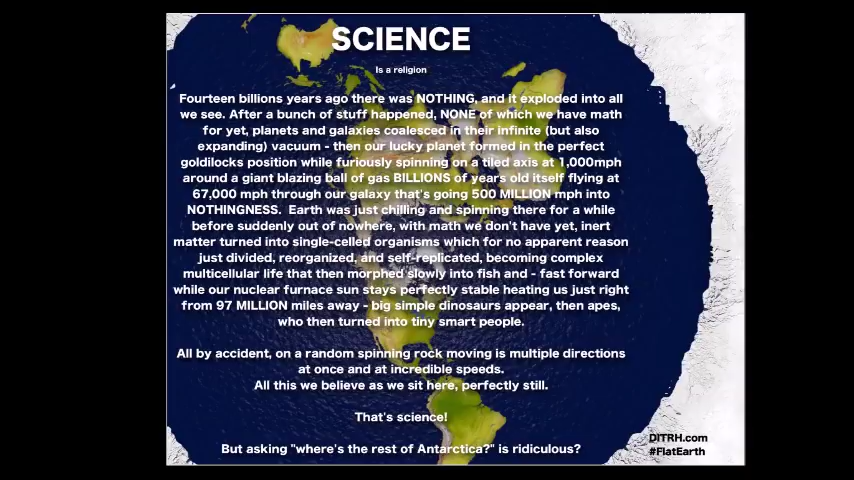 SCIENCE
Is a religion
Fourteen billions years ago there was NOTHING, and it exploded into all
we see. After a bunch of stuff happened, NONE of which we have math
for yet, planets and galaxies coalesced in their infinite (but also
expanding) vacuum - then our lucky planet formed in the perfect
goldilocks position while furiously spinning on a tiled axis at 1,000mph
around a giant blazing ball of gas BILLIONS of years old itself flying at
67,000 mph through our galaxy that's going 500 MILLION mph into
NOTHINGNESS. Earth was just chilling and spinning there for a while
before suddenly out of nowhere, with math we don't have yet, inert
matter turned into single-celled organisms which for no apparent reason
just divided, reorganized, and self-replicated, becoming complex
multicellular life that then morphed slowly into fish and - fast forward
while our nuclear furnace sun stays perfectly stable heating us just right
from 97 MILLION miles away - big simple dinosaurs appear, then apes,
who then turned into tiny smart people.
All by accident, on a random spinning rock moving is multiple directions
at once and at incredible speeds.
All this we believe as we sit here, perfectly still.
That's science!
But asking "where's the rest of Antarctica?" is ridiculous?
DITRH.com
#FlatEarth